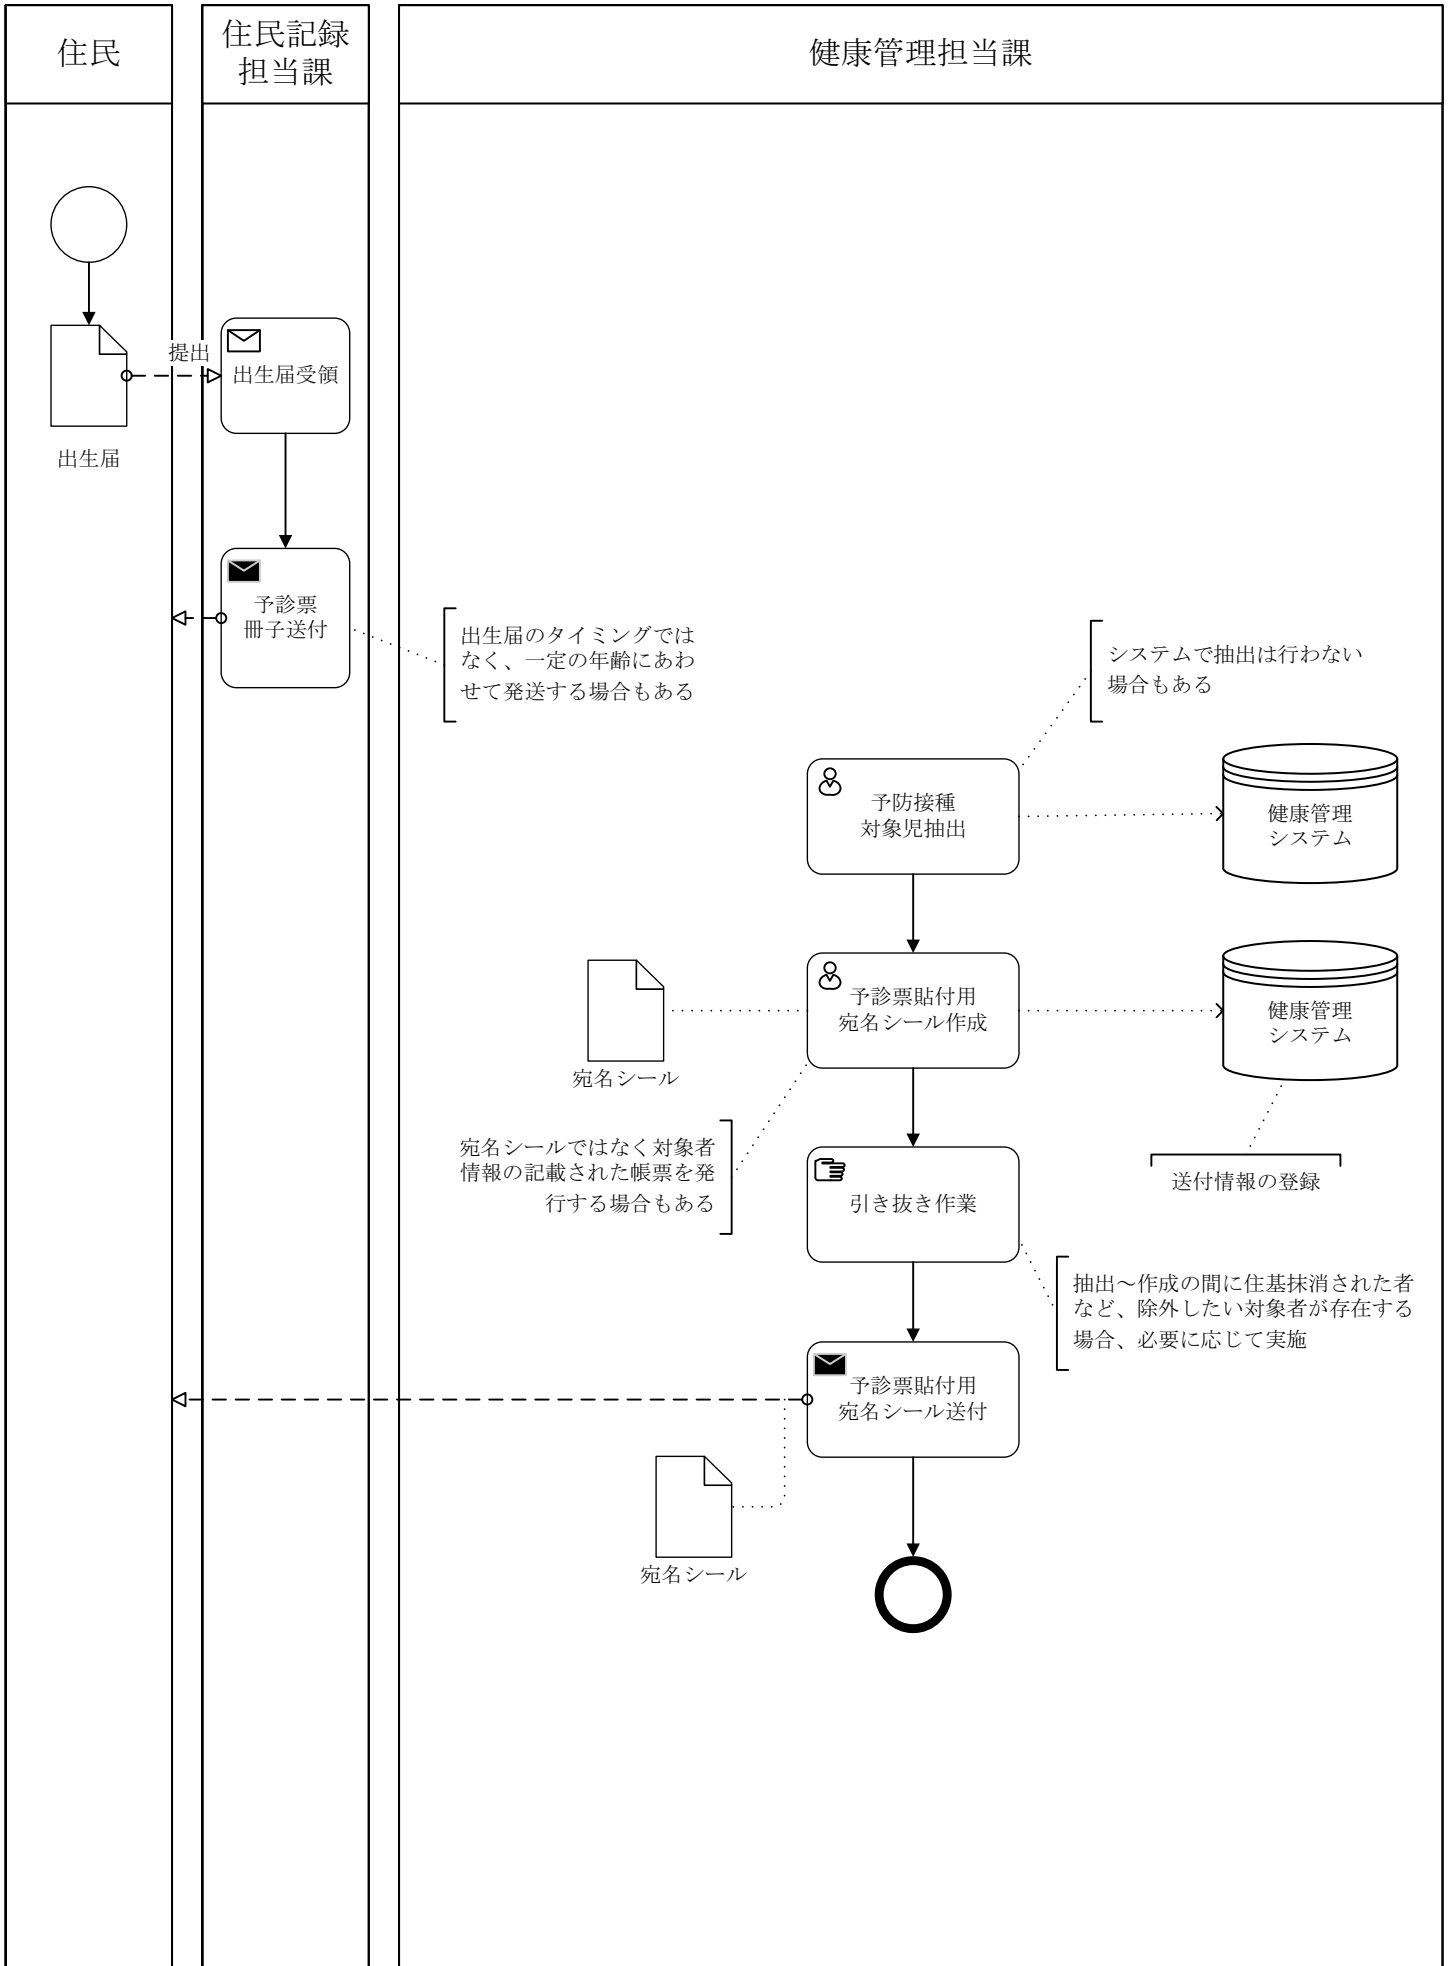 住民
住民記録
担当課
健康管理担当課
提出
出生届受領
出生届
予診票
冊子送付
出生届のタイミングでは
なく、一定の年齢にあわ
せて発送する場合もある
システムで抽出は行わない
場合もある
予防接種
対象児抽出
健康管理
システム
予診票貼付用
宛名シール作成
健康管理
システム
宛名シール
宛名シールではなく対象者
情報の記載された帳票を発
行する場合もある
送付情報の登録
引き抜き作業
抽出～作成の間に住基抹消された者
など、除外したい対象者が存在する
場合、必要に応じて実施
予診票貼付用
宛名シール送付
宛名シール